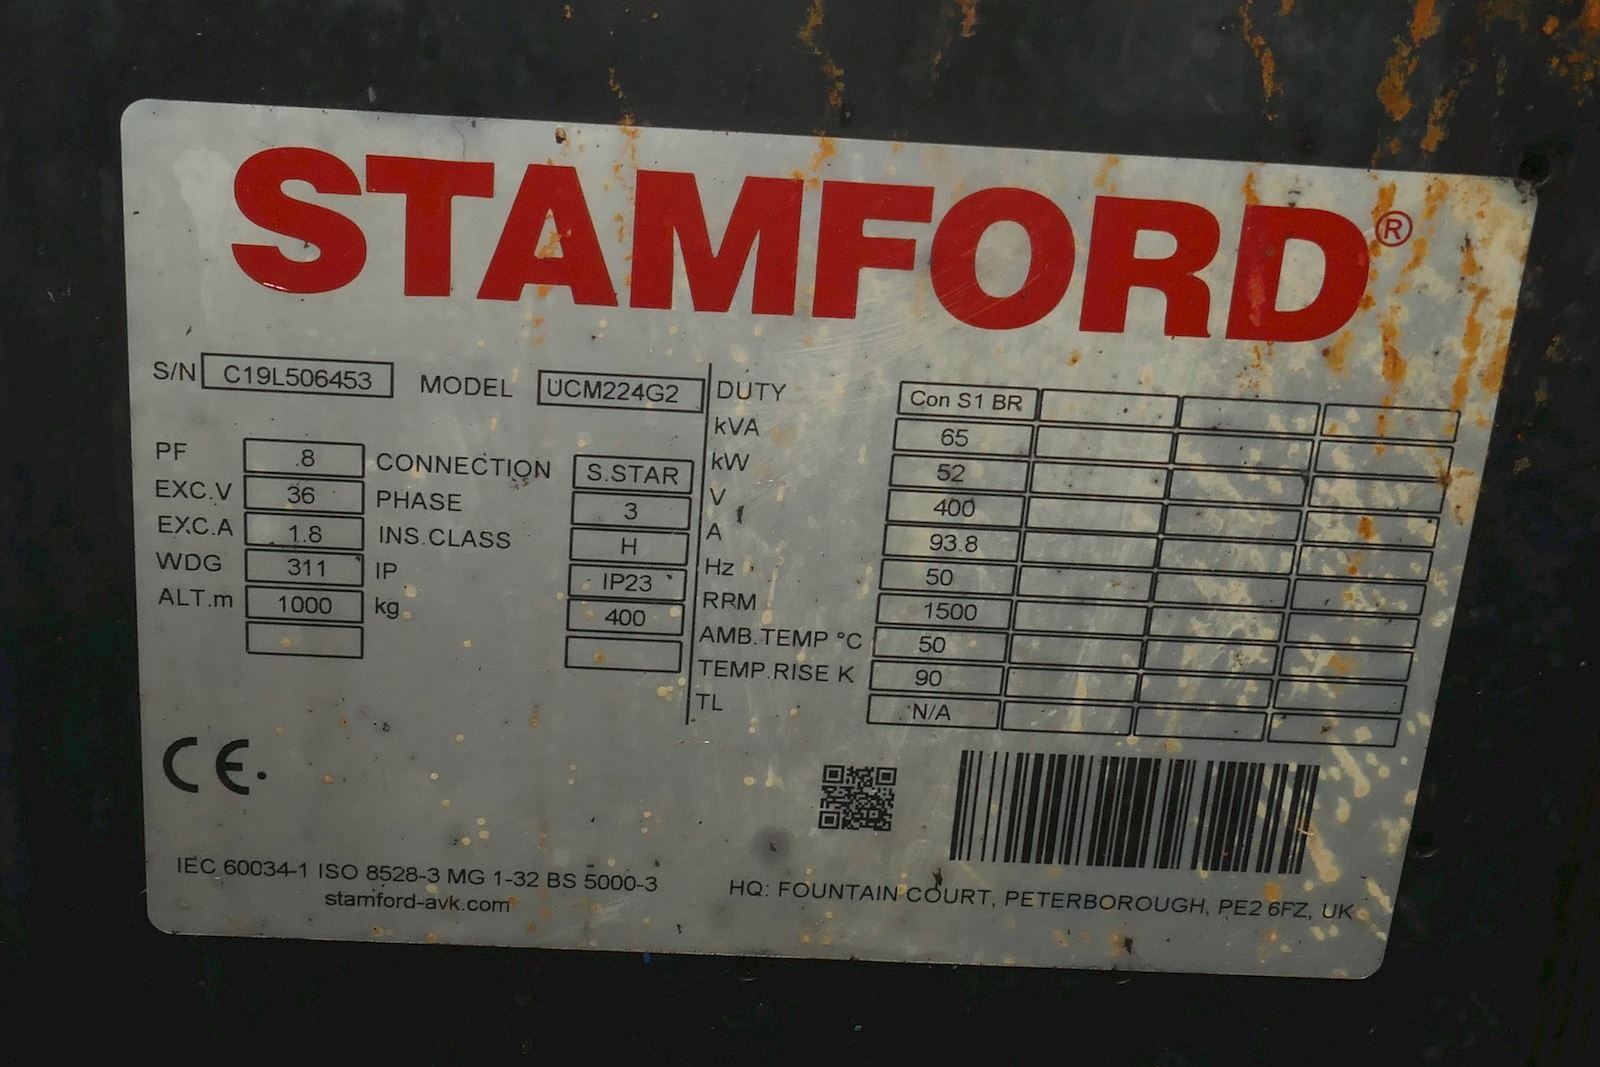 STAMFORD®
S/N C19L506453 MODEL UCM224G2
PF .8 CONNECTION S.STAR
EXC.V 36 PHASE 3
EXC.A 1.8 INS.CLASS H
WDG 311 IP IP23
ALT.m 1000 kg 400
DUTY Con S1 BR
kVA 65
kW 52
V 400
A 93.8
Hz 50
RRM 1500
AMB.TEMP °C 50
TEMP.RISE K 90
TL N/A
CE.
IEC 60034-1 ISO 8528-3 MG 1-32 BS 5000-3
stamford-avk.com
HQ: FOUNTAIN COURT, PETERBOROUGH, PE2 6FZ, UK